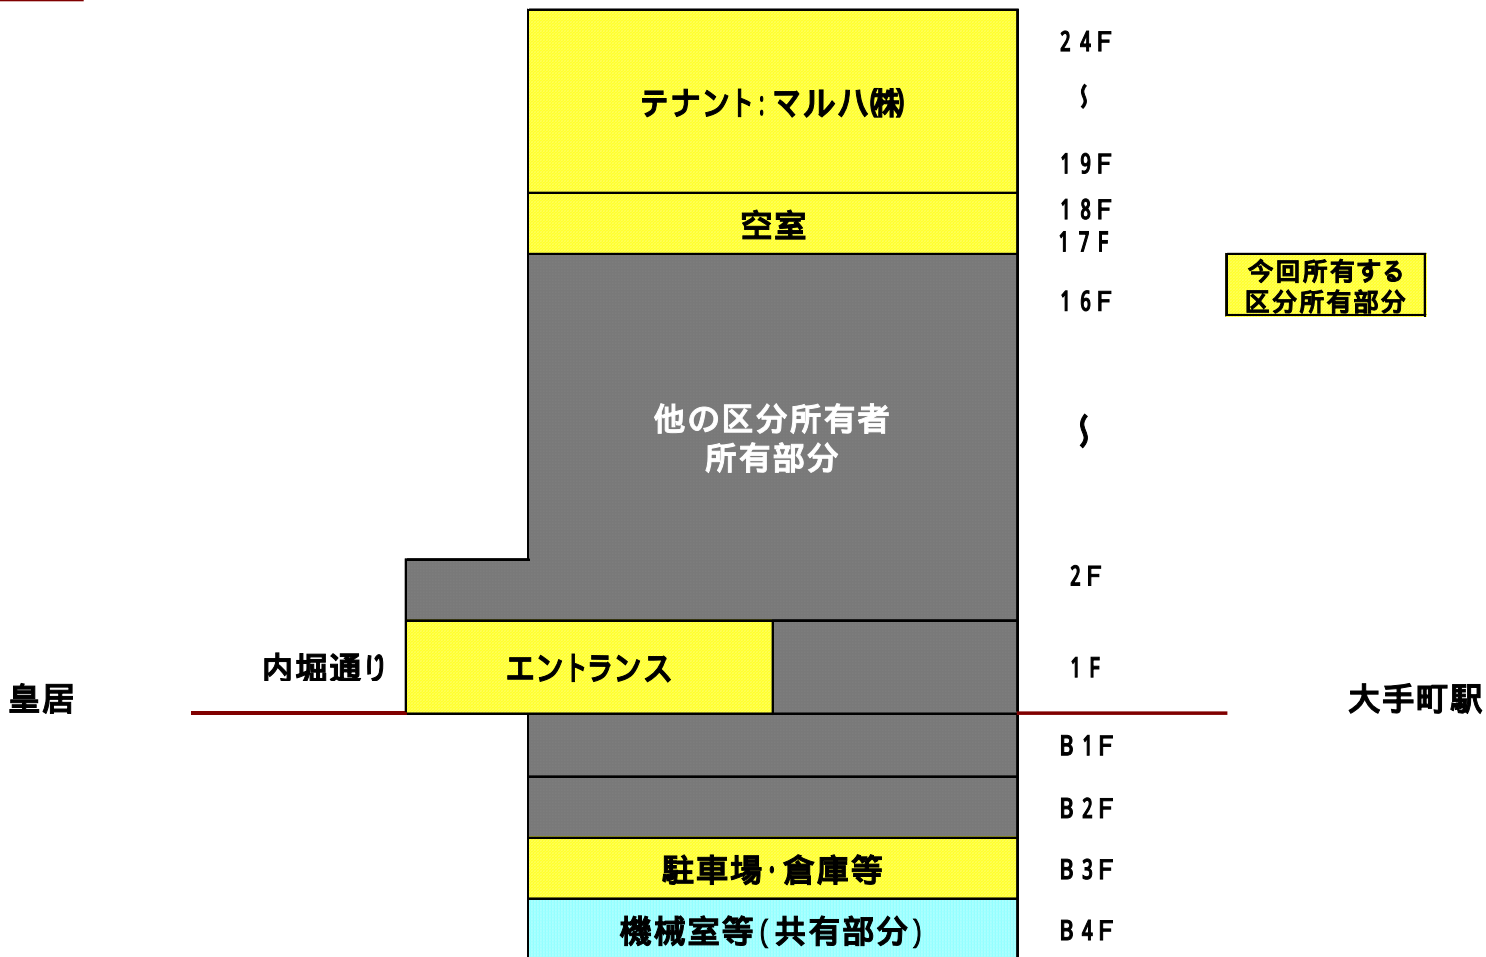 24F
テナント:マルハ㈱
～
19F
18F
空室
17F
今回所有する
区分所有部分
16F
他の区分所有者
所有部分
～
2F
内堀通り
エントランス
1F
皇居
大手町駅
B1F
B2F
駐車場・倉庫等
B3F
機械室等(共有部分)
B4F